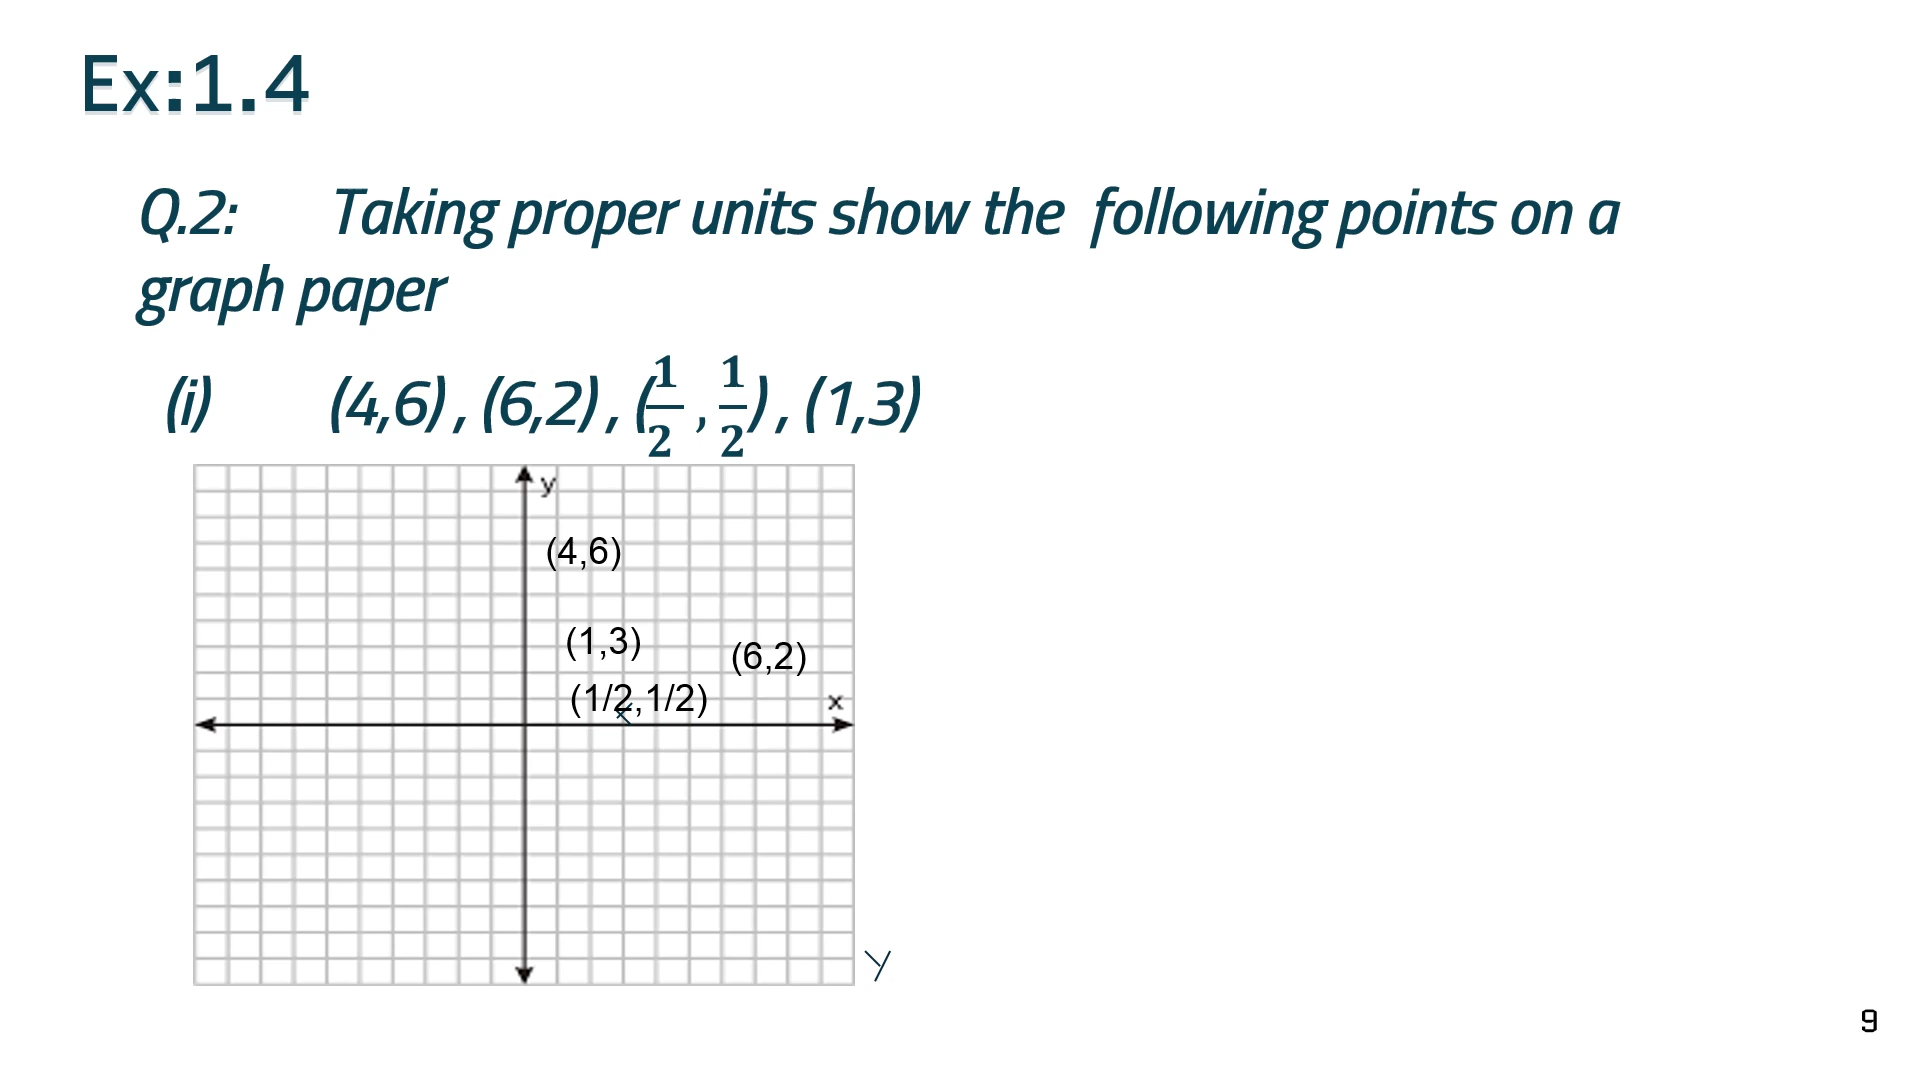 Ex:1.4
Q.2: Taking proper units show the following points on a
graph paper
(i) (4,6) , (6,2) , (1/2 , 1/2) , (1,3)
y
(4,6)
(1,3)
(6,2)
(1/2,1/2)
x
9